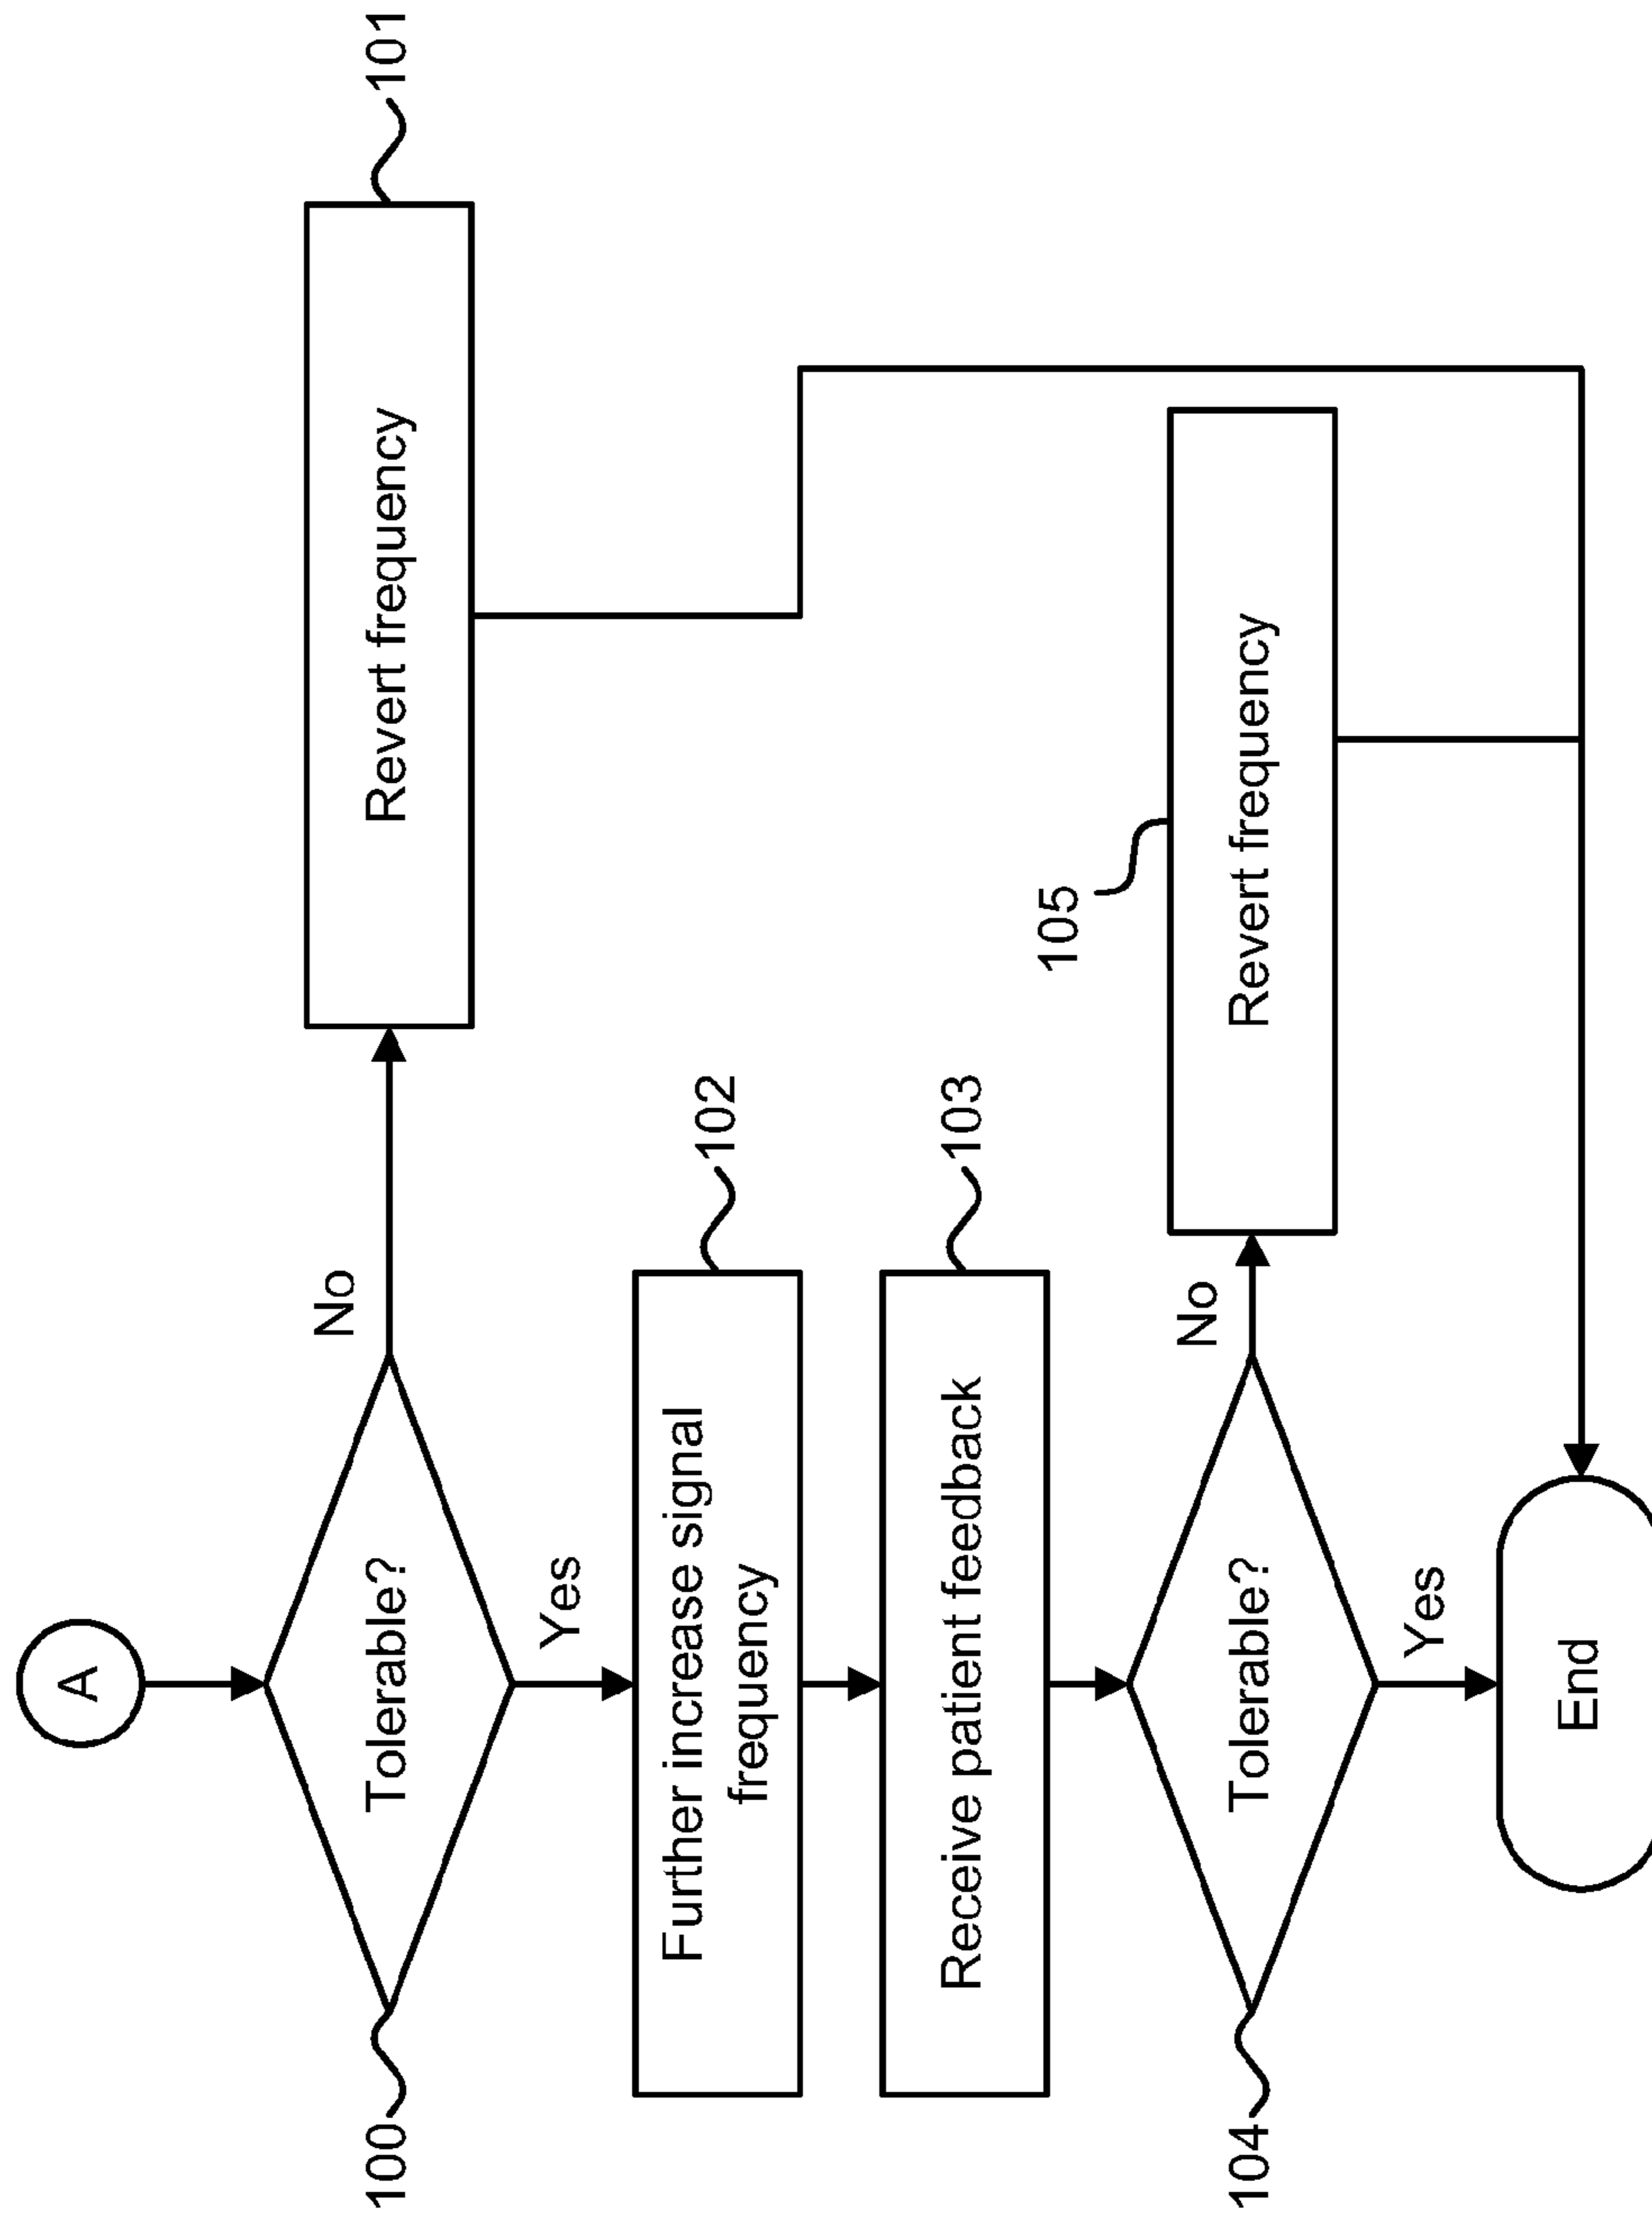 A
100
Tolerable?
No
Revert frequency
101
Yes
Further increase signal
frequency
102
Receive patient feedback
103
104
Tolerable?
No
105
Revert frequency
Yes
End